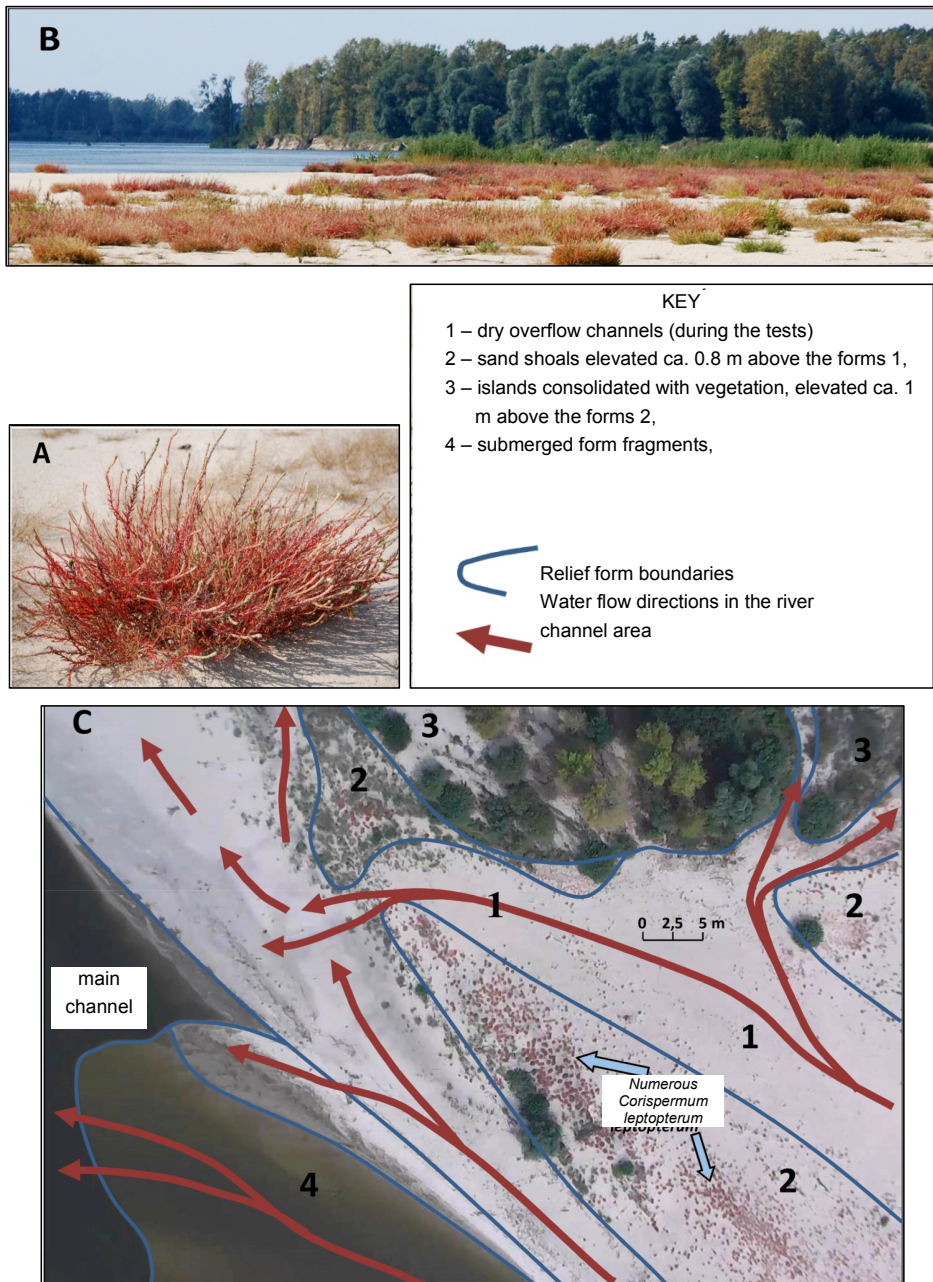 B
KEY
1 – dry overflow channels (during the tests)
2 – sand shoals elevated ca. 0.8 m above the forms 1,
3 – islands consolidated with vegetation, elevated ca. 1
m above the forms 2,
4 – submerged form fragments,
Relief form boundaries
Water flow directions in the river
channel area
A
C
3
3
2
1
2
0 2,5 5 m
main
channel
1
Numerous
Corispermum
leptopterum
leptopterum
2
4